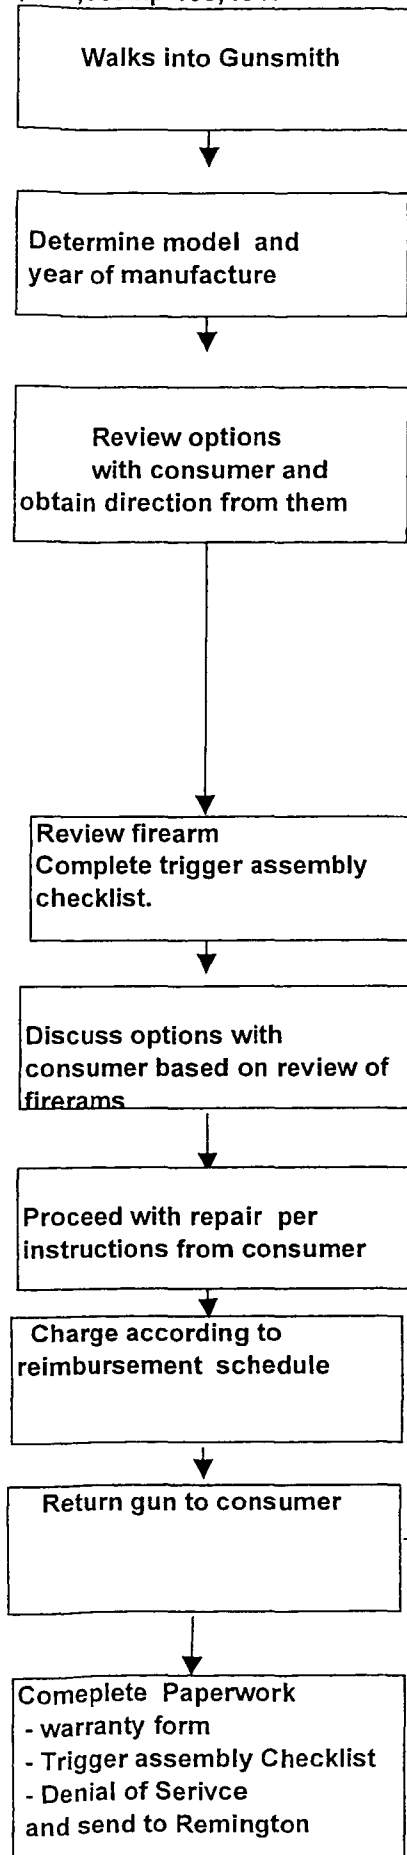 Walks into Gunsmith
Determine model and
year of manufacture
Review options
with consumer and
obtain direction from them
Review firearm
Complete trigger assembly
checklist.
Discuss options with
consumer based on review of
firerams
Proceed with repair per
instructions from consumer
Charge according to
reimbursement schedule
Return gun to consumer
Comeplete Paperwork
- warranty form
- Trigger assembly Checklist
- Denial of Serivce
and send to Remington